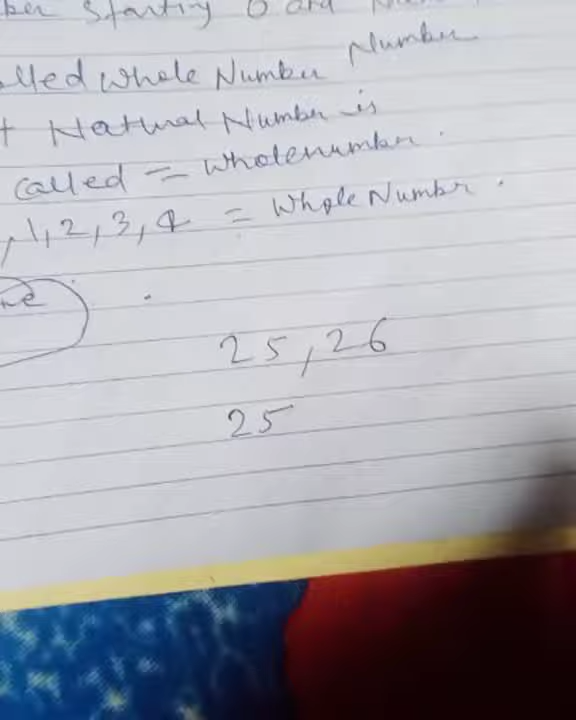 ber starting 0 and
Number
lled whole Number
t Natural Number is
called = wholenumber.
, 1, 2, 3, 4 = Whole Number.
25, 26
25